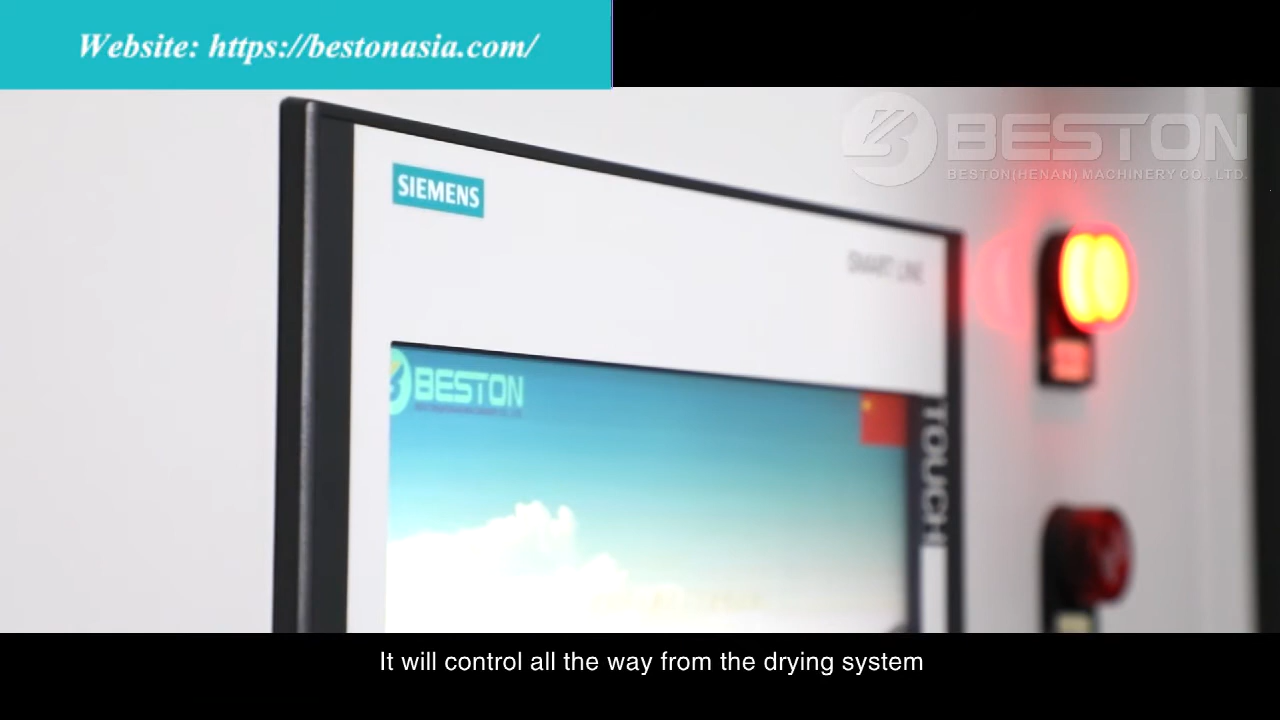 Website: https://bestonasia.com/
BESTON
BESTON(HENAN) MACHINERY CO., LTD.
SIEMENS
SMART LINE
BESTON
TOUCH
It will control all the way from the drying system